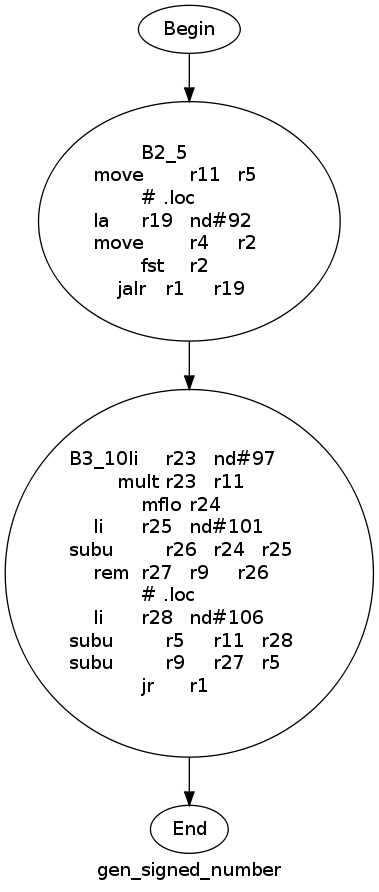 Begin
B2_5
move r11 r5
# .loc
la r19 nd#92
move r4 r2
fst r2
jalr r1 r19
B3_10li r23 nd#97
mult r23 r11
mflo r24
li r25 nd#101
subu r26 r24 r25
rem r27 r9 r26
# .loc
li r28 nd#106
subu r5 r11 r28
subu r9 r27 r5
jr r1
End
gen_signed_number